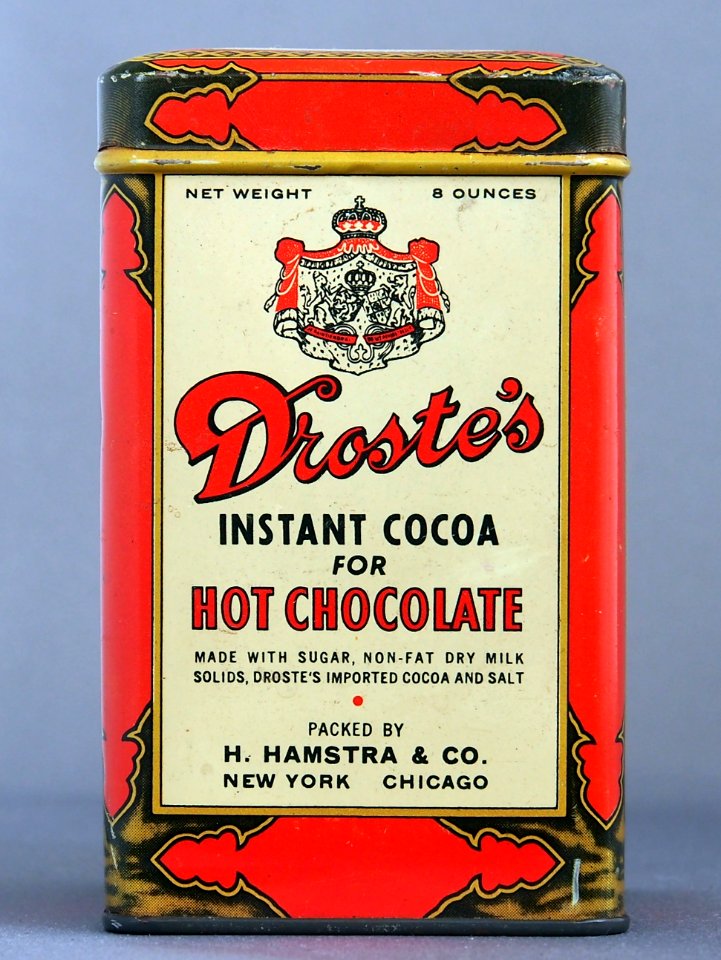 NET WEIGHT 8 OUNCES
Droste's
INSTANT COCOA
FOR
HOT CHOCOLATE
MADE WITH SUGAR, NON-FAT DRY MILK
SOLIDS, DROSTE'S IMPORTED COCOA AND SALT
PACKED BY
H. HAMSTRA & CO.
NEW YORK CHICAGO